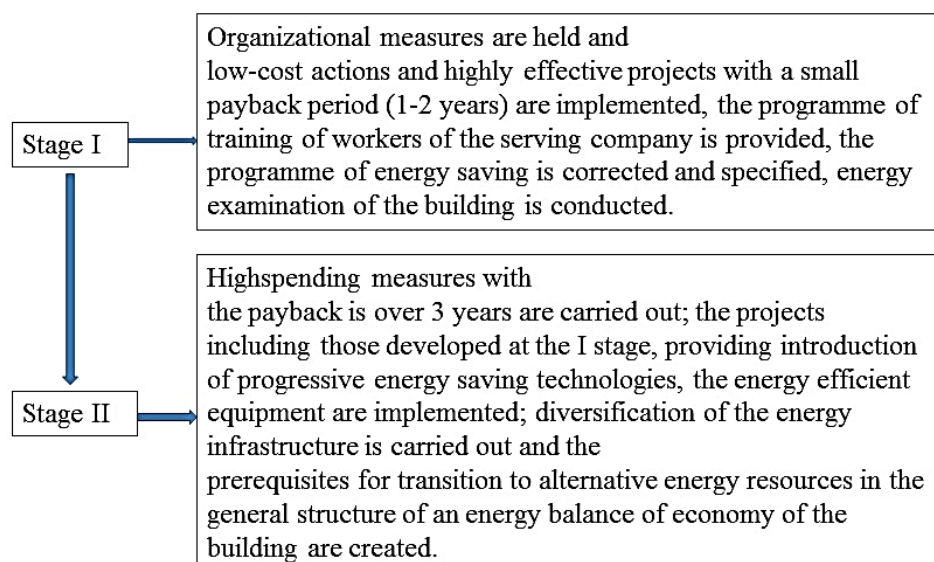 Stage I
Organizational measures are held and
low-cost actions and highly effective projects with a small
payback period (1-2 years) are implemented, the programme of
training of workers of the serving company is provided, the
programme of energy saving is corrected and specified, energy
examination of the building is conducted.
Stage II
Highspending measures with
the payback is over 3 years are carried out; the projects
including those developed at the I stage, providing introduction
of progressive energy saving technologies, the energy efficient
equipment are implemented; diversification of the energy
infrastructure is carried out and the
prerequisites for transition to alternative energy resources in the
general structure of an energy balance of economy of the
building are created.